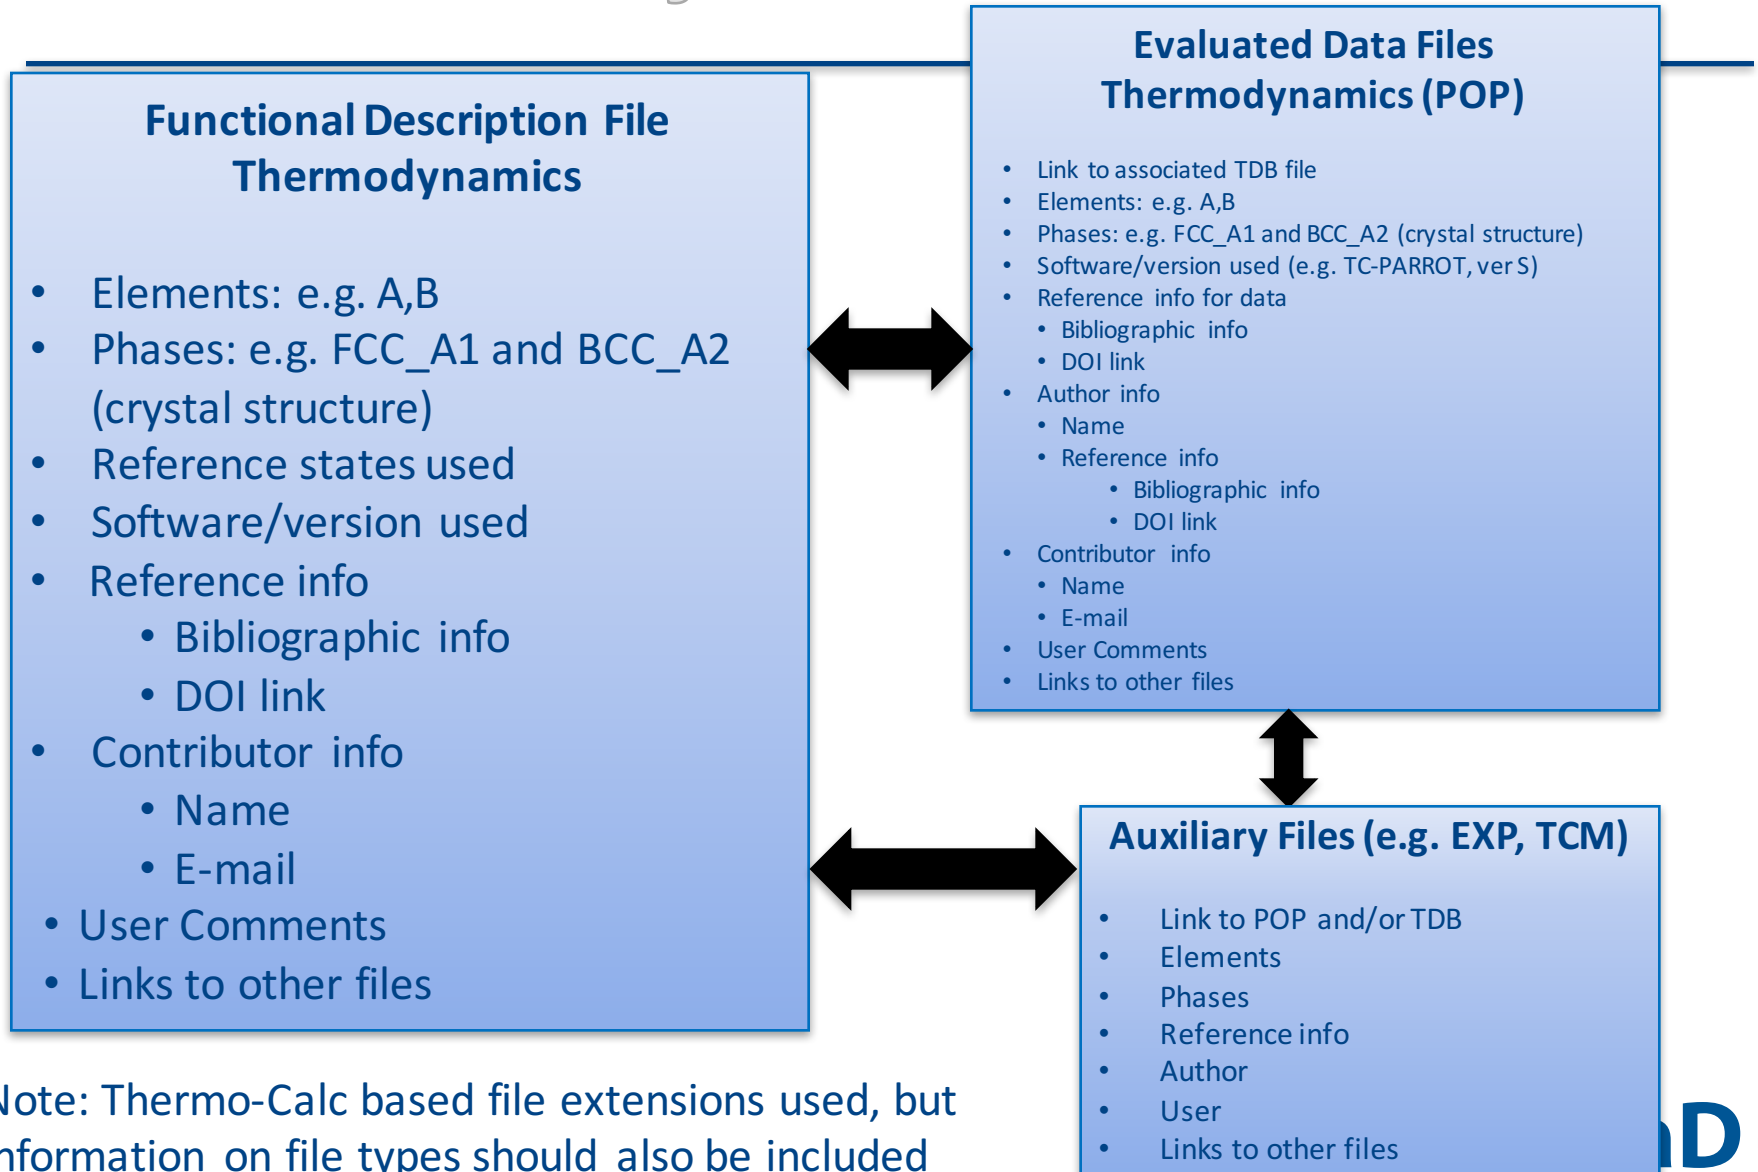 Functional Description File
Thermodynamics
• Elements: e.g. A,B
• Phases: e.g. FCC_A1 and BCC_A2
(crystal structure)
• Reference states used
• Software/version used
• Reference info
• Bibliographic info
• DOI link
• Contributor info
• Name
• E-mail
• User Comments
• Links to other files
Evaluated Data Files
Thermodynamics (POP)
• Link to associated TDB file
• Elements: e.g. A,B
• Phases: e.g. FCC_A1 and BCC_A2 (crystal structure)
• Software/version used (e.g. TC-PARROT, ver S)
• Reference info for data
• Bibliographic info
• DOI link
• Author info
• Name
• Reference info
• Bibliographic info
• DOI link
• Contributor info
• Name
• E-mail
• User Comments
• Links to other files
Auxiliary Files (e.g. EXP, TCM)
• Link to POP and/or TDB
• Elements
• Phases
• Reference info
• Author
• User
• Links to other files
Note: Thermo-Calc based file extensions used, but
information on file types should also be included